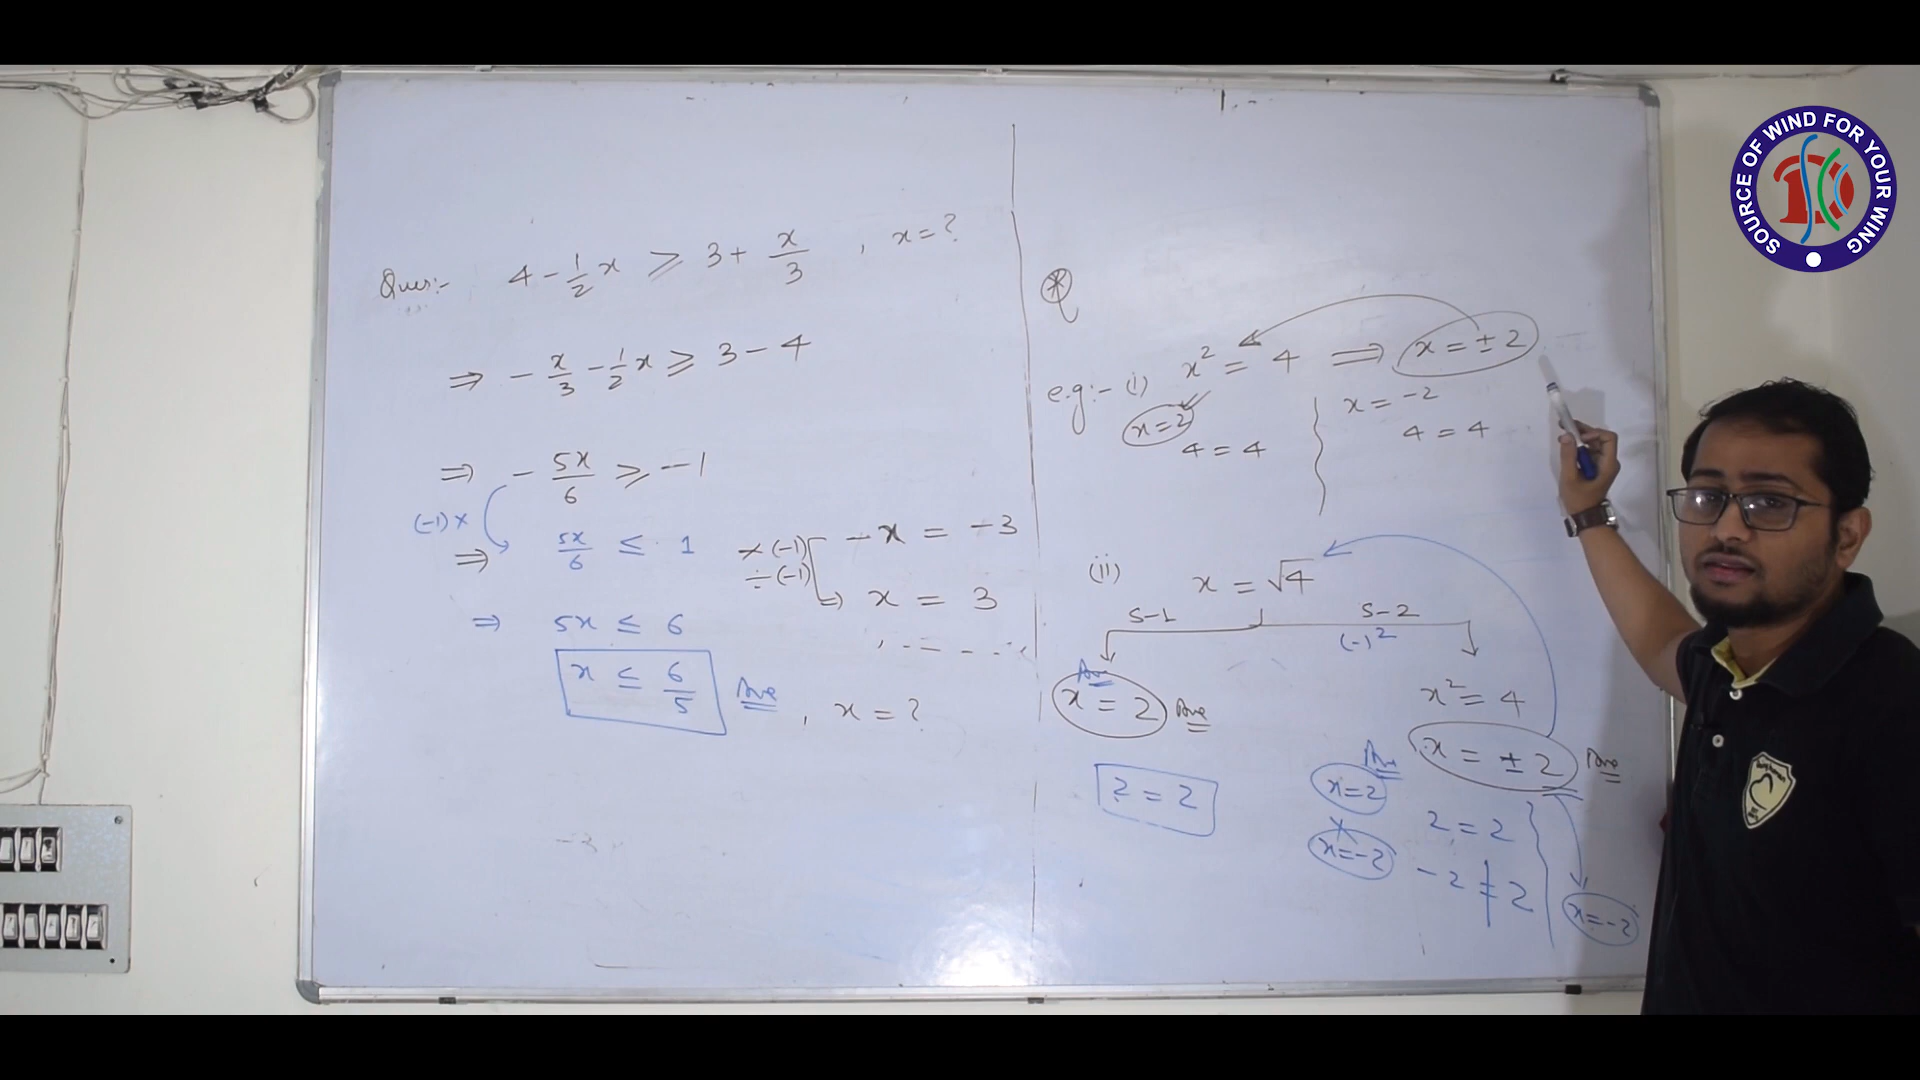 Ques:- 4 - 1/2 x ≥ 3 + x/3 , x = ?
⇒ - x/3 - 1/2 x ≥ 3 - 4
⇒ - 5x/6 ≥ -1
(-1) ×
⇒ 5x/6 ≤ 1
⇒ 5x ≤ 6
x ≤ 6/5 Ans
, x = ?
×(-1) - x = -3
÷(-1) ⇒ x = 3
*
e.g:- (i) x² = 4 ⇒ x = ± 2
x = 2
4 = 4
x = -2
4 = 4
(ii) x = √4
S-1
Ans
x = 2 Ans
2 = 2
S-2
(-)²
x² = 4
x = ± 2 Ans
Ans
x = 2
x = -2
2 = 2
-2 ≠ 2
x = -2
SOURCE OF WIND FOR YOUR WING